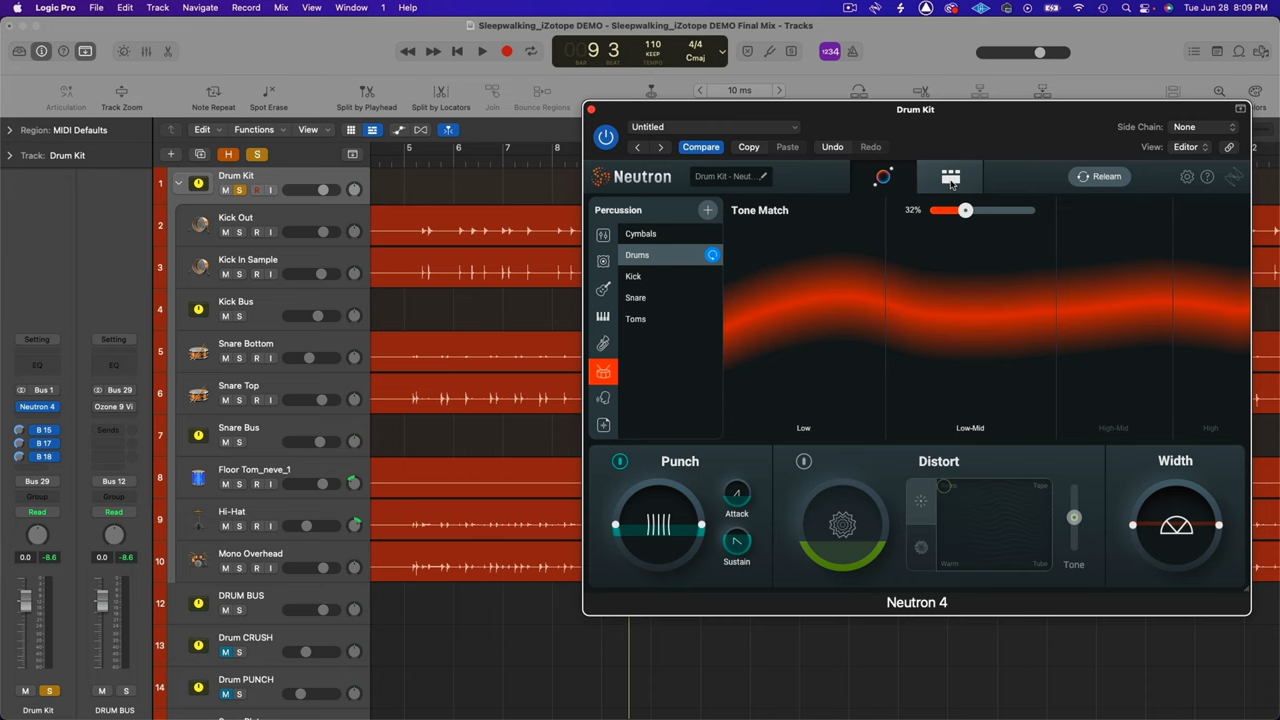 Logic Pro File Edit Track Navigate Record Mix View Window 1 Help Tue Jun 28 8:09 PM
Sleepwalking_iZotope DEMO - Sleepwalking_iZotope DEMO Final Mix - Tracks
009 3 110 4/4
BAR BEAT KEEP TEMPO Cmaj
1234
Articulation Track Zoom Note Repeat Spot Erase Split by Playhead Split by Locators Join Bounce Regions
10 ms
Region: MIDI Defaults
Track: Drum Kit
Edit Functions View
H S
5 6 7 8
1 Drum Kit
M S R I
2 Kick Out
M S R I
3 Kick In Sample
M S R I
4 Kick Bus
M S
5 Snare Bottom
M S R I
6 Snare Top
M S R I
7 Snare Bus
M S
8 Floor Tom_neve_1
M S R I
9 Hi-Hat
M S R I
10 Mono Overhead
M S R I
12 DRUM BUS
M S
13 Drum CRUSH
M S
14 Drum PUNCH
M S
Setting Setting
EQ EQ
Bus 1 Bus 29
Neutron 4 Ozone 9 Vi
B 15 Sends
B 17
B 18
Bus 29 Bus 12
Group Group
Read Read
0.0 -8.6 0.0 -8.6
M S M S
Drum Kit DRUM BUS
Drum Kit
Untitled Side Chain: None
Compare Copy Paste Undo Redo View: Editor
Neutron Drum Kit - Neut... Relearn
Percussion
Cymbals
Drums
Kick
Snare
Toms
Tone Match 32%
Low Low-Mid High-Mid High
Punch
Attack
Sustain
Distort
Tape
Warm Tube
Tone
Width
Neutron 4